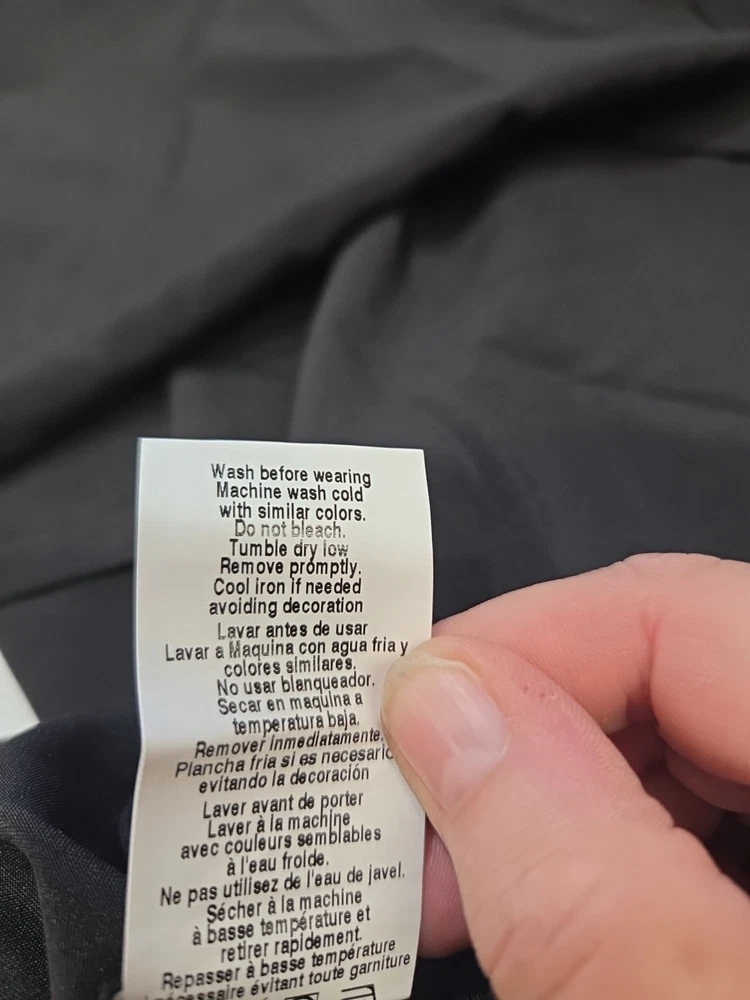 Wash before wearing
Machine wash cold
with similar colors.
Do not bleach.
Tumble dry low
Remove promptly.
Cool iron if needed
avoiding decoration
Lavar antes de usar
Lavar a Maquina con agua fria y
colores similares.
No usar blanqueador.
Secar en maquina a
temperatura baja.
Remover inmediatamente.
Plancha fria si es necesario
evitando la decoración
Laver avant de porter
Laver à la machine
avec couleurs semblables
à l'eau froide.
Ne pas utilisez de l'eau de javel.
Sécher à la machine
à basse température et
retirer rapidement.
Repasser à basse température
évitant toute garniture